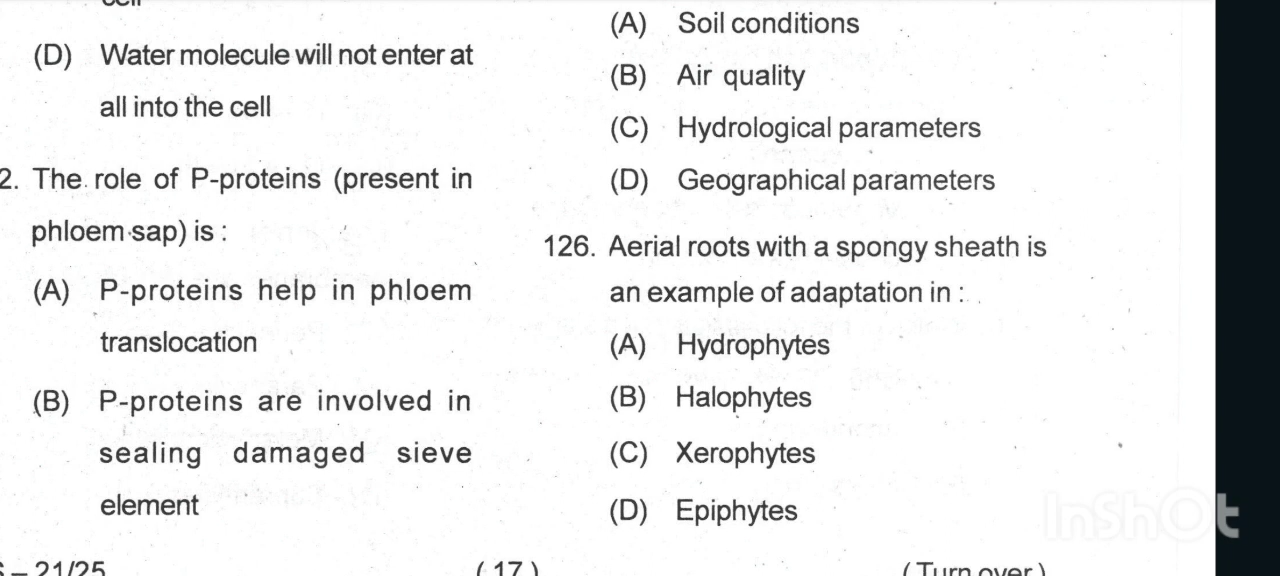 (D) Water molecule will not enter at
all into the cell
2. The role of P-proteins (present in
phloem sap) is :
(A) P-proteins help in phloem
translocation
(B) P-proteins are involved in
sealing damaged sieve
element
(A) Soil conditions
(B) Air quality
(C) Hydrological parameters
(D) Geographical parameters
126. Aerial roots with a spongy sheath is
an example of adaptation in :
(A) Hydrophytes
(B) Halophytes
(C) Xerophytes
(D) Epiphytes
– 21/25
( 17 )
( Turn over )
InShOt